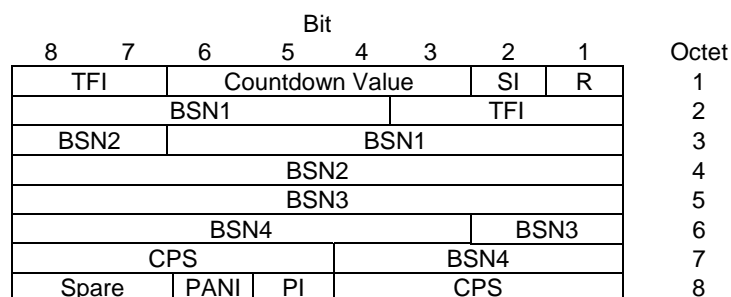 Bit
8 7 6 5 4 3 2 1 Octet
TFI Countdown Value SI R 1
BSN1 TFI 2
BSN2 BSN1 3
BSN2 4
BSN3 5
BSN4 BSN3 6
CPS BSN4 7
Spare PANI PI CPS 8